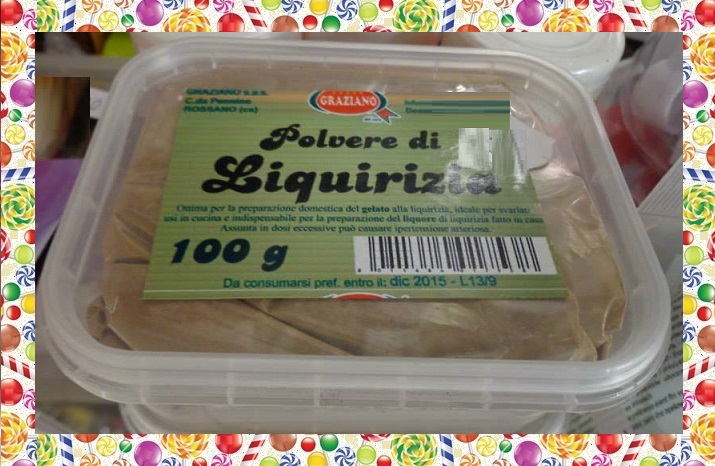 GRAZIANO s.a.s.
C.da Pennino
ROSSANO (cs)
GRAZIANO
Polvere di
Liquirizia
Ottima per la preparazione domestica del gelato alla liquirizia, ideale per svariati
usi in cucina e indispensabile per la preparazione del liquore di liquirizia fatto in casa
Assunta in dosi eccessive può causare ipertensione arteriosa.
100 g
Da consumarsi pref. entro il: dic 2015 - L13/9